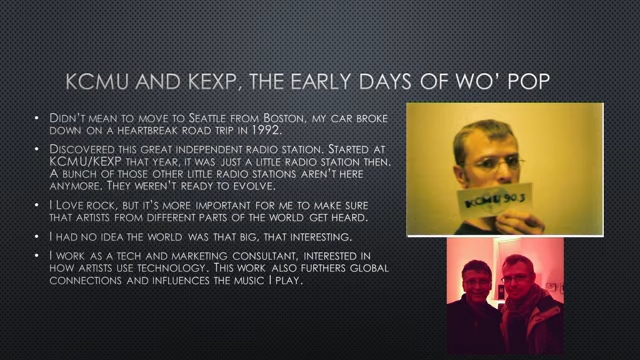 KCMU AND KEXP, THE EARLY DAYS OF WO' POP
• DIDN'T MEAN TO MOVE TO SEATTLE FROM BOSTON, MY CAR BROKE
DOWN ON A HEARTBREAK ROAD TRIP IN 1992.
• DISCOVERED THIS GREAT INDEPENDENT RADIO STATION. STARTED AT
KCMU/KEXP THAT YEAR, IT WAS JUST A LITTLE RADIO STATION THEN.
A BUNCH OF THOSE OTHER LITTLE RADIO STATIONS AREN'T HERE
ANYMORE. THEY WEREN'T READY TO EVOLVE.
• I LOVE ROCK, BUT IT'S MORE IMPORTANT FOR ME TO MAKE SURE
THAT ARTISTS FROM DIFFERENT PARTS OF THE WORLD GET HEARD.
• I HAD NO IDEA THE WORLD WAS THAT BIG, THAT INTERESTING.
• I WORK AS A TECH AND MARKETING CONSULTANT, INTERESTED IN
HOW ARTISTS USE TECHNOLOGY. THIS WORK ALSO FURTHERS GLOBAL
CONNECTIONS AND INFLUENCES THE MUSIC I PLAY.
KCMU 90.3